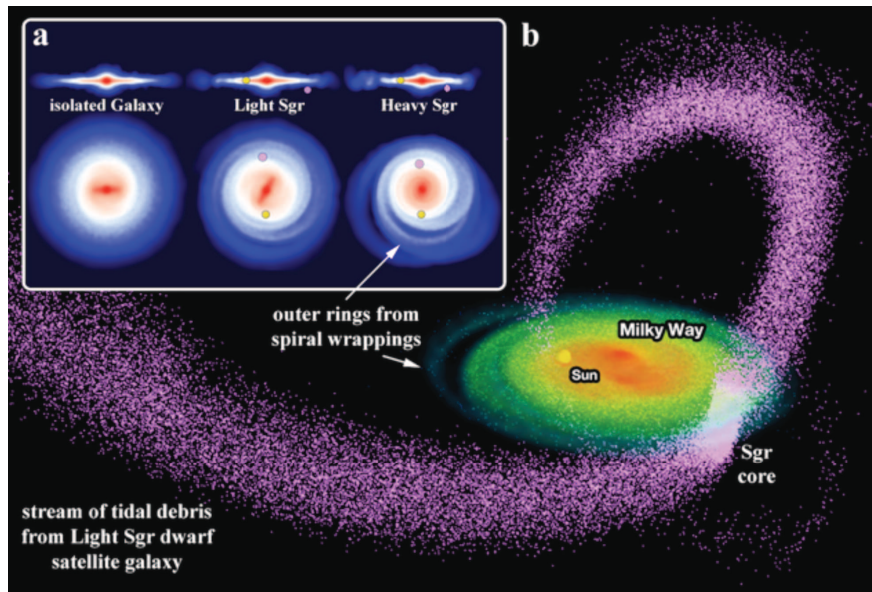 a
b
isolated Galaxy
Light Sgr
Heavy Sgr
outer rings from
spiral wrappings
Milky Way
Sun
Sgr
core
stream of tidal debris
from Light Sgr dwarf
satellite galaxy